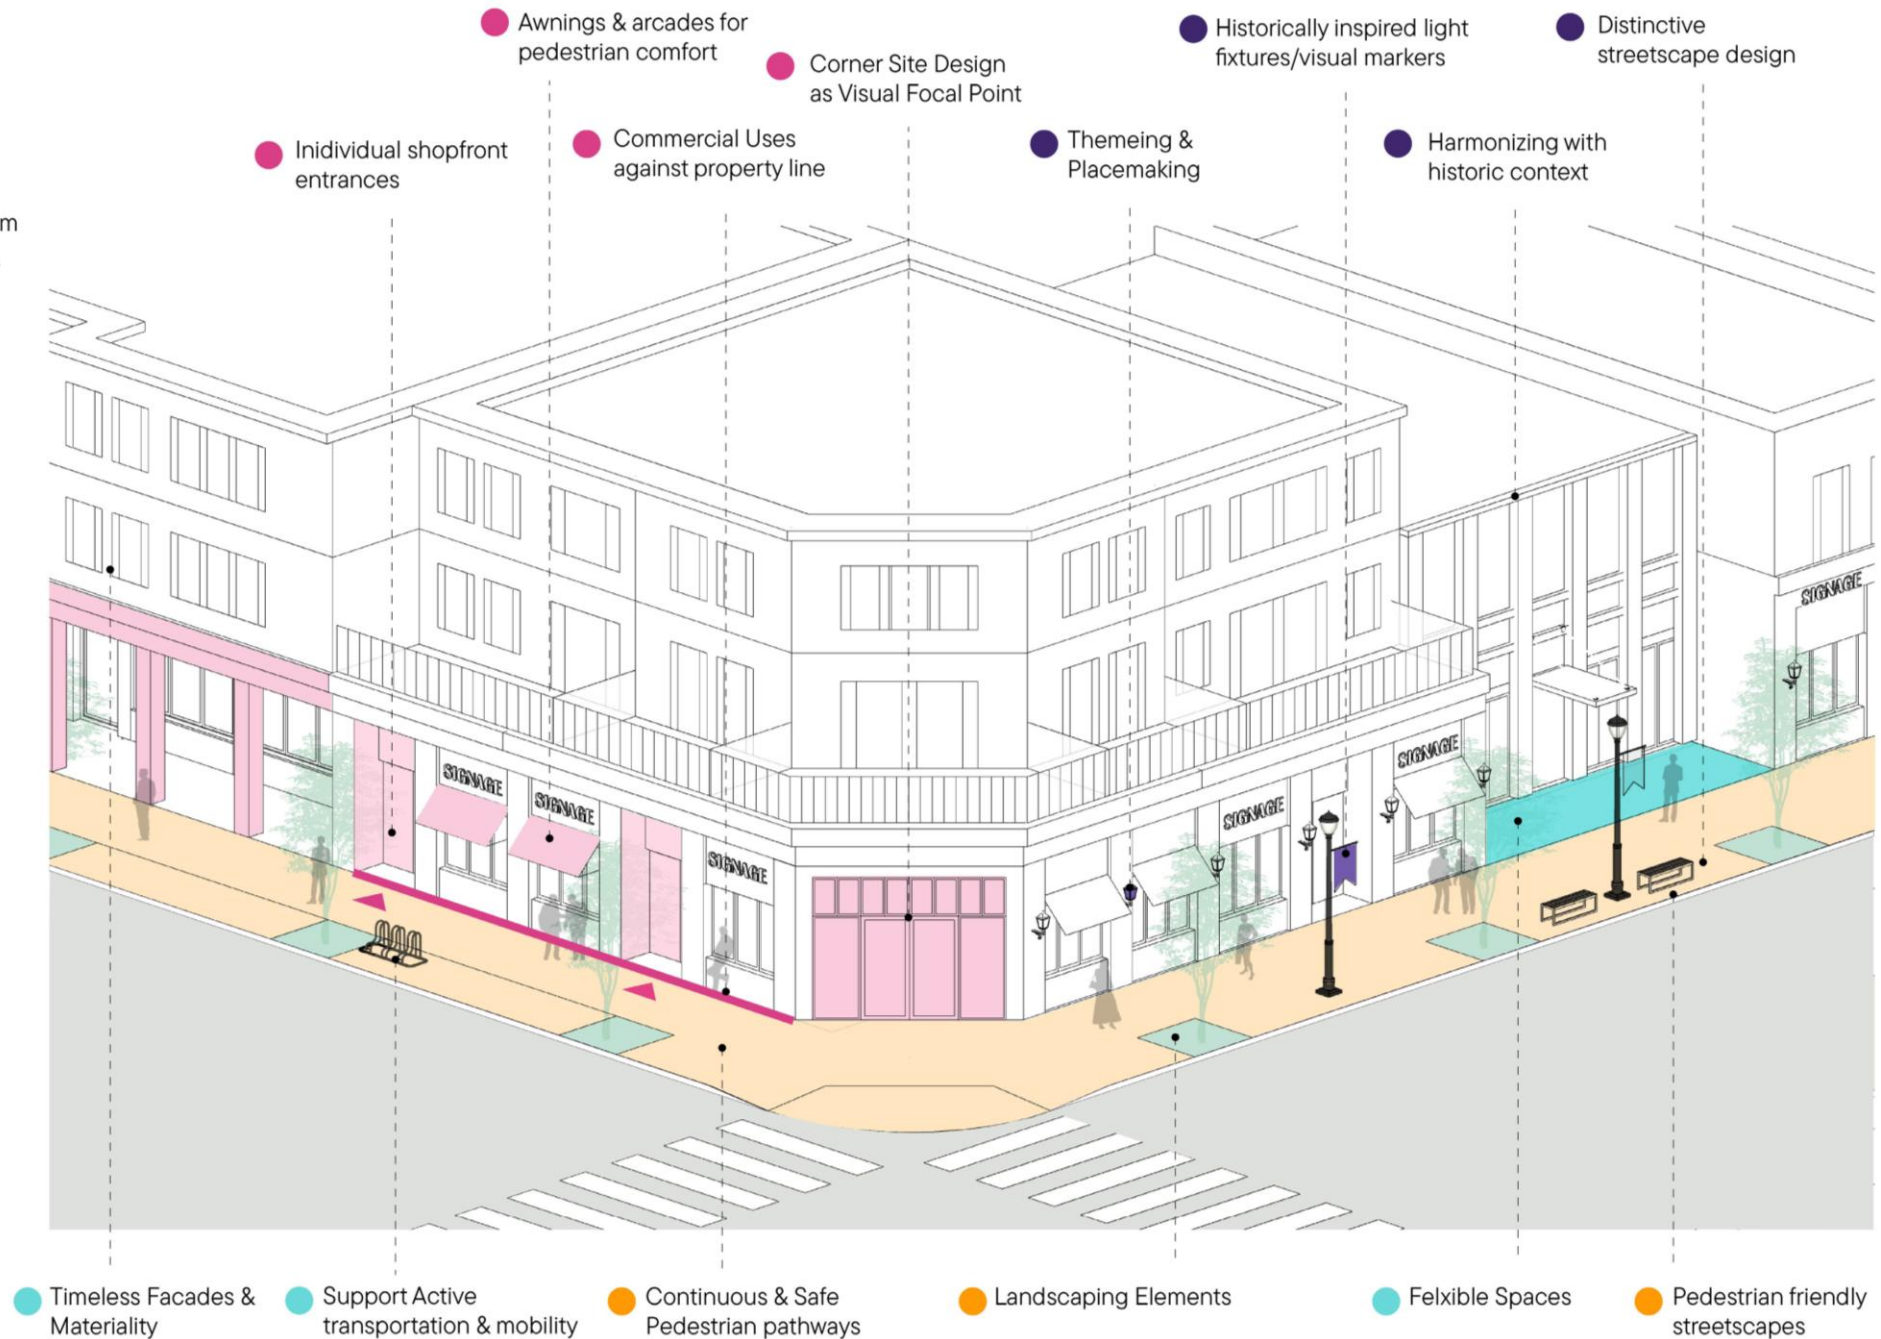 Awnings & arcades for
pedestrian comfort
Historically inspired light
fixtures/visual markers
Distinctive
streetscape design
Corner Site Design
as Visual Focal Point
Inidividual shopfront
entrances
Commercial Uses
against property line
Themeing &
Placemaking
Harmonizing with
historic context
m
SIGNAGE
SIGNAGE
SIGNAGE
SIGNAGE
SIGNAGE
SIGNAGE
Timeless Facades &
Materiality
Support Active
transportation & mobility
Continuous & Safe
Pedestrian pathways
Landscaping Elements
Felxible Spaces
Pedestrian friendly
streetscapes